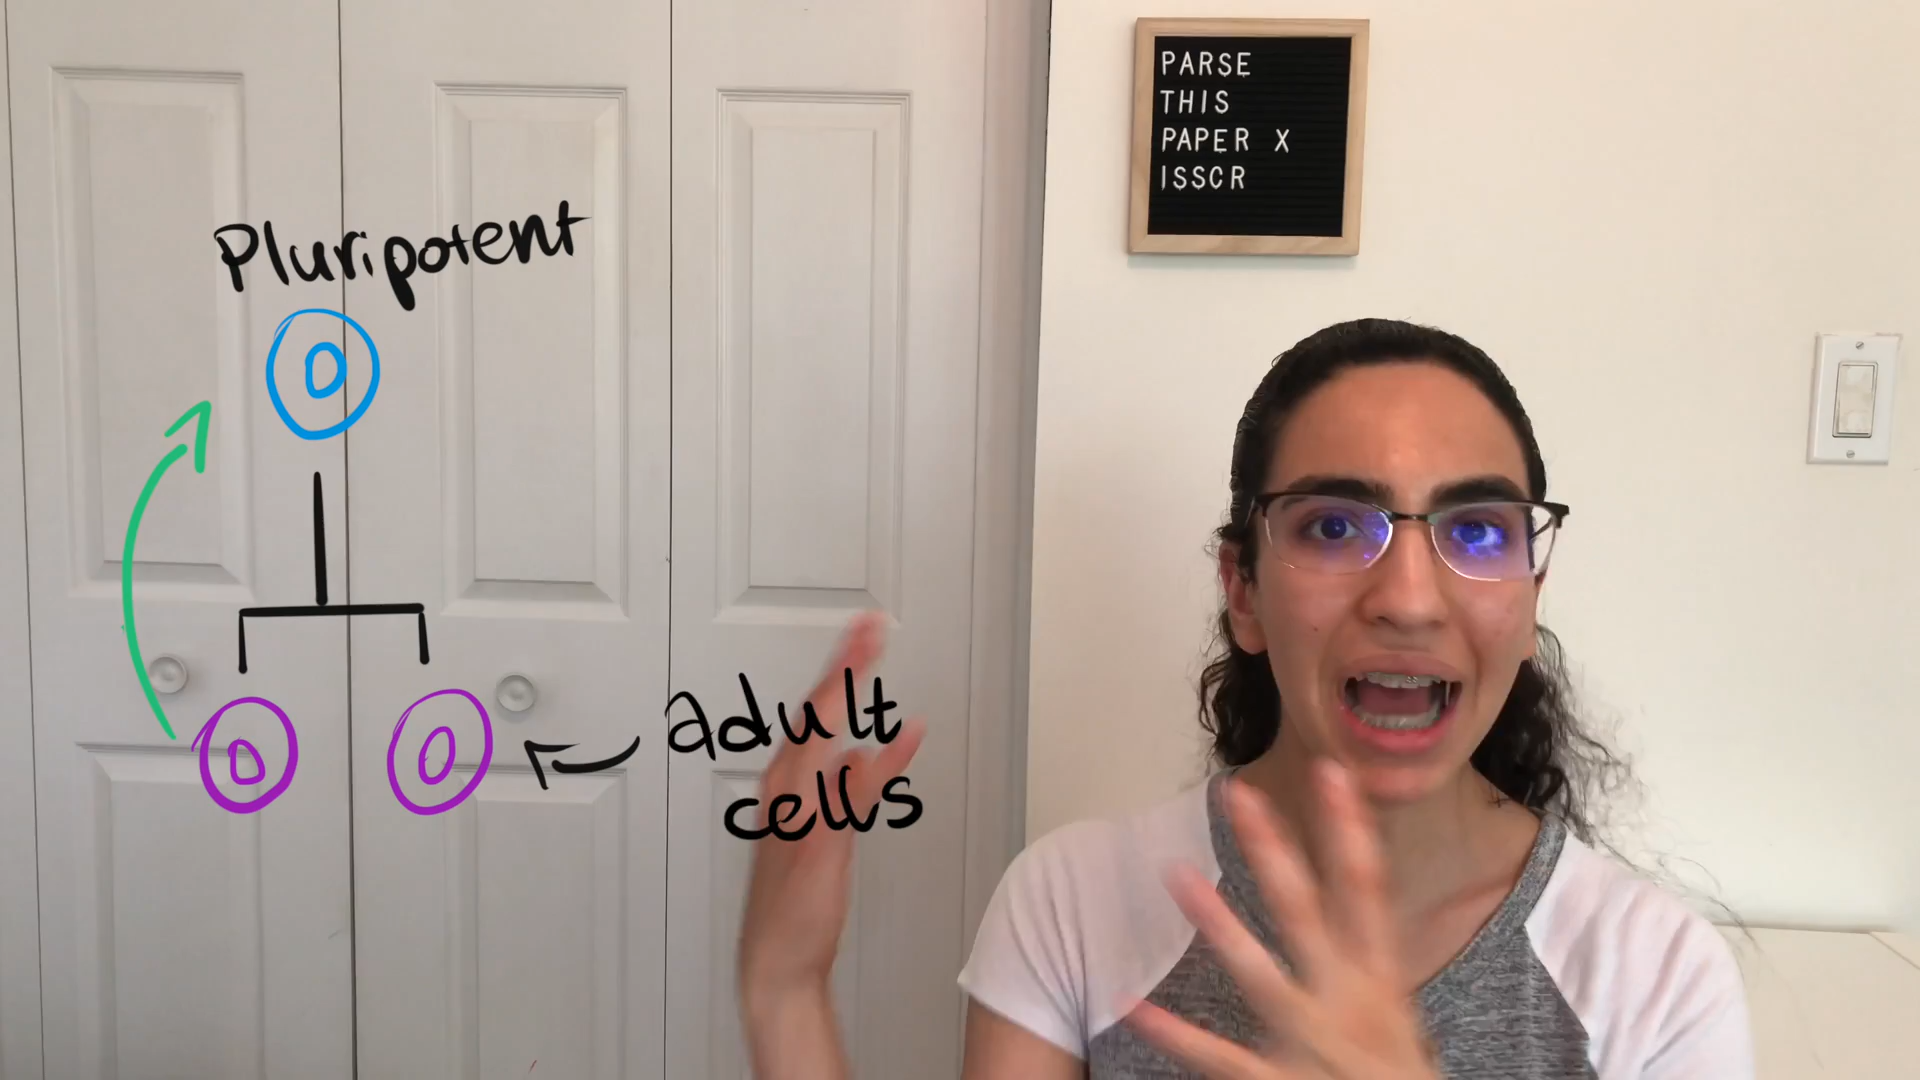 PARSE
THIS
PAPER X
ISSCR
Pluripotent
adult
cells